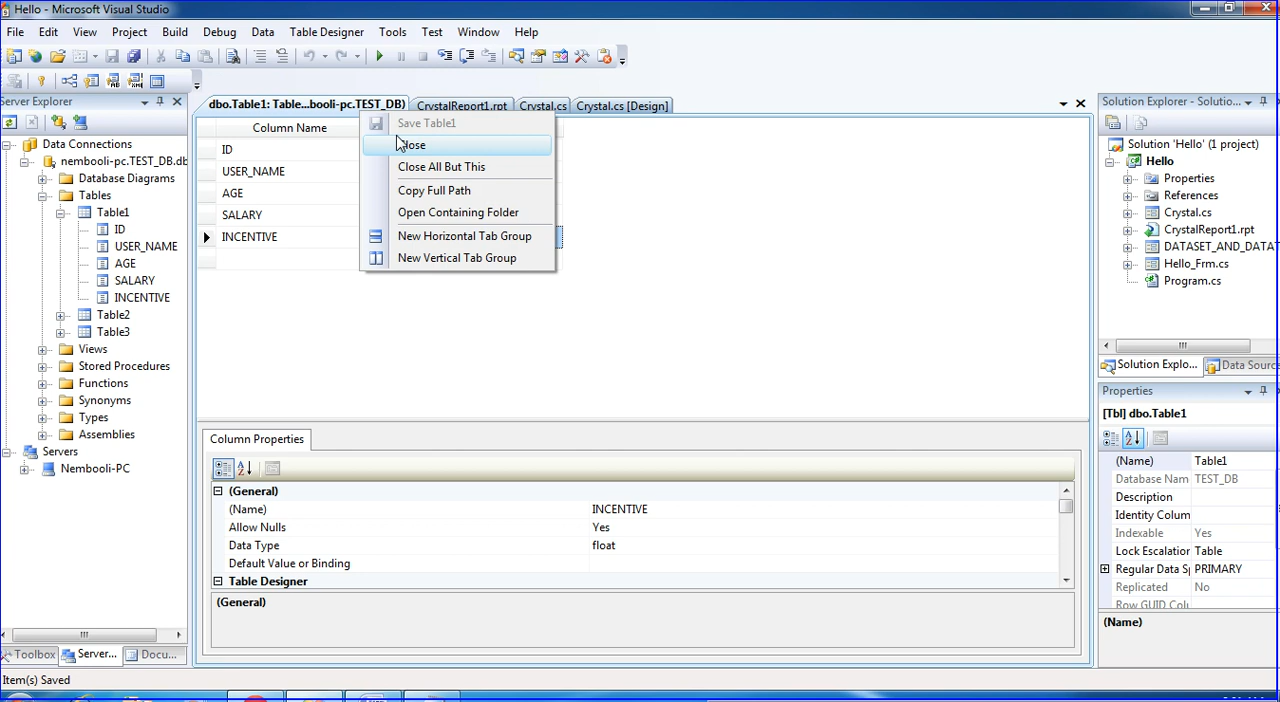 Hello - Microsoft Visual Studio
File Edit View Project Build Debug Data Table Designer Tools Test Window Help
Server Explorer
Data Connections
nembooli-pc.TEST_DB.db
Database Diagrams
Tables
Table1
ID
USER_NAME
AGE
SALARY
INCENTIVE
Table2
Table3
Views
Stored Procedures
Functions
Synonyms
Types
Assemblies
Servers
Nembooli-PC
Toolbox Server... Docu...
dbo.Table1: Table...booli-pc.TEST_DB) CrystalReport1.rpt Crystal.cs Crystal.cs [Design]
Column Name
ID
USER_NAME
AGE
SALARY
INCENTIVE
Save Table1
Close
Close All But This
Copy Full Path
Open Containing Folder
New Horizontal Tab Group
New Vertical Tab Group
Column Properties
(General)
(Name) INCENTIVE
Allow Nulls Yes
Data Type float
Default Value or Binding
Table Designer
(General)
Solution Explorer - Solutio...
Solution 'Hello' (1 project)
Hello
Properties
References
Crystal.cs
CrystalReport1.rpt
DATASET_AND_DATA
Hello_Frm.cs
Program.cs
Solution Explo... Data Sourc
Properties
[Tbl] dbo.Table1
(Name) Table1
Database Nam TEST_DB
Description
Identity Colum
Indexable Yes
Lock Escalation Table
Regular Data S PRIMARY
Replicated No
Row GUID Colu
(Name)
Item(s) Saved